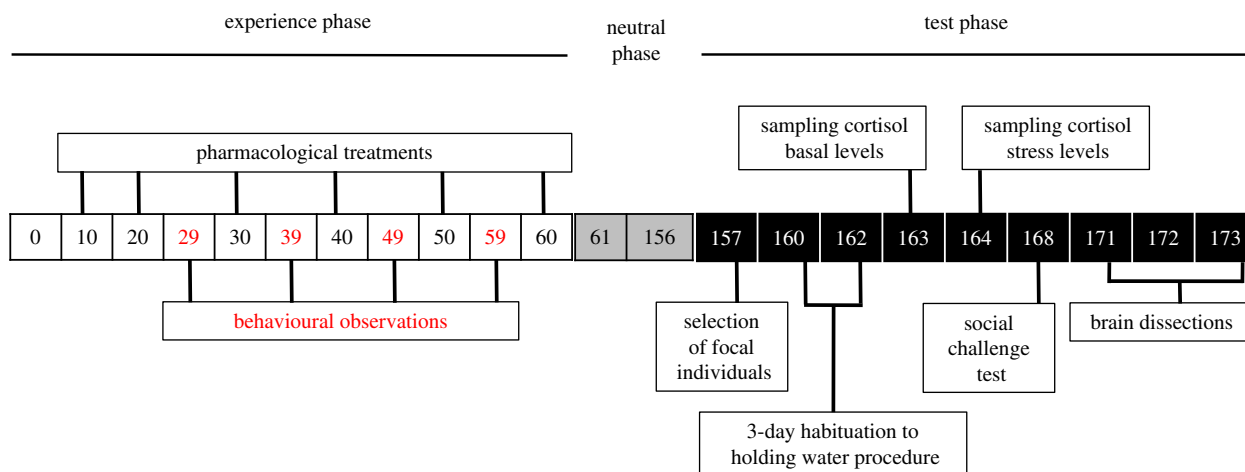 experience phase
neutral
phase
test phase
sampling cortisol
basal levels
sampling cortisol
stress levels
pharmacological treatments
0 10 20 29 30 39 40 49 50 59 60 61 156 157 160 162 163 164 168 171 172 173
behavioural observations
selection
of focal
individuals
social
challenge
test
brain dissections
3-day habituation to
holding water procedure